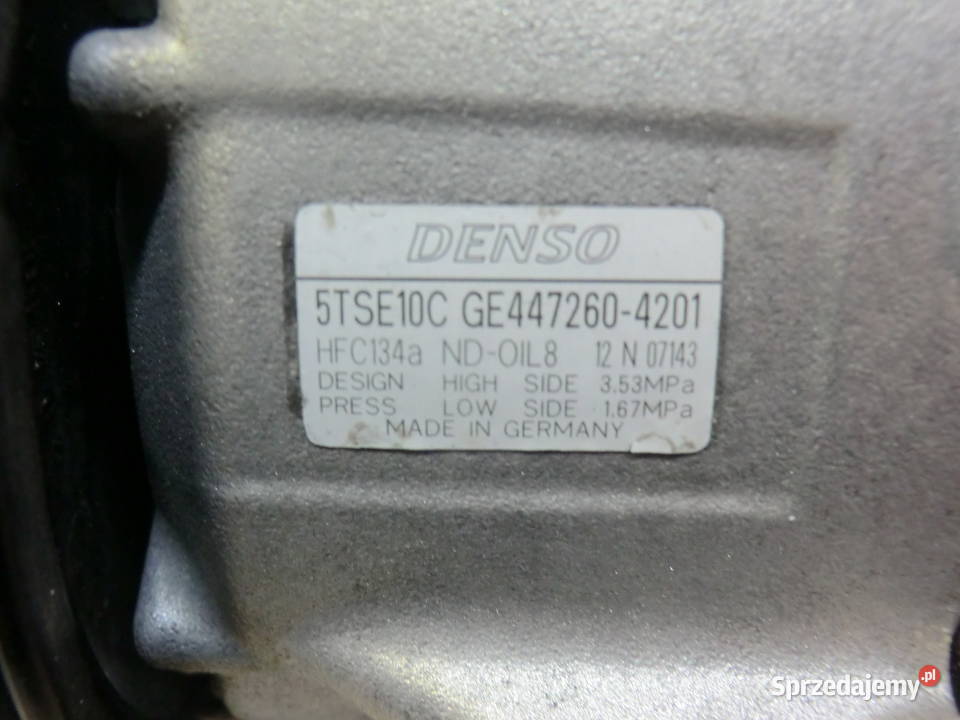 DENSO
5TSE10C GE447260-4201
HFC134a ND-OIL8 12 N 07143
DESIGN HIGH SIDE 3.53MPa
PRESS LOW SIDE 1.67MPa
MADE IN GERMANY
Sprzedajemy.pl